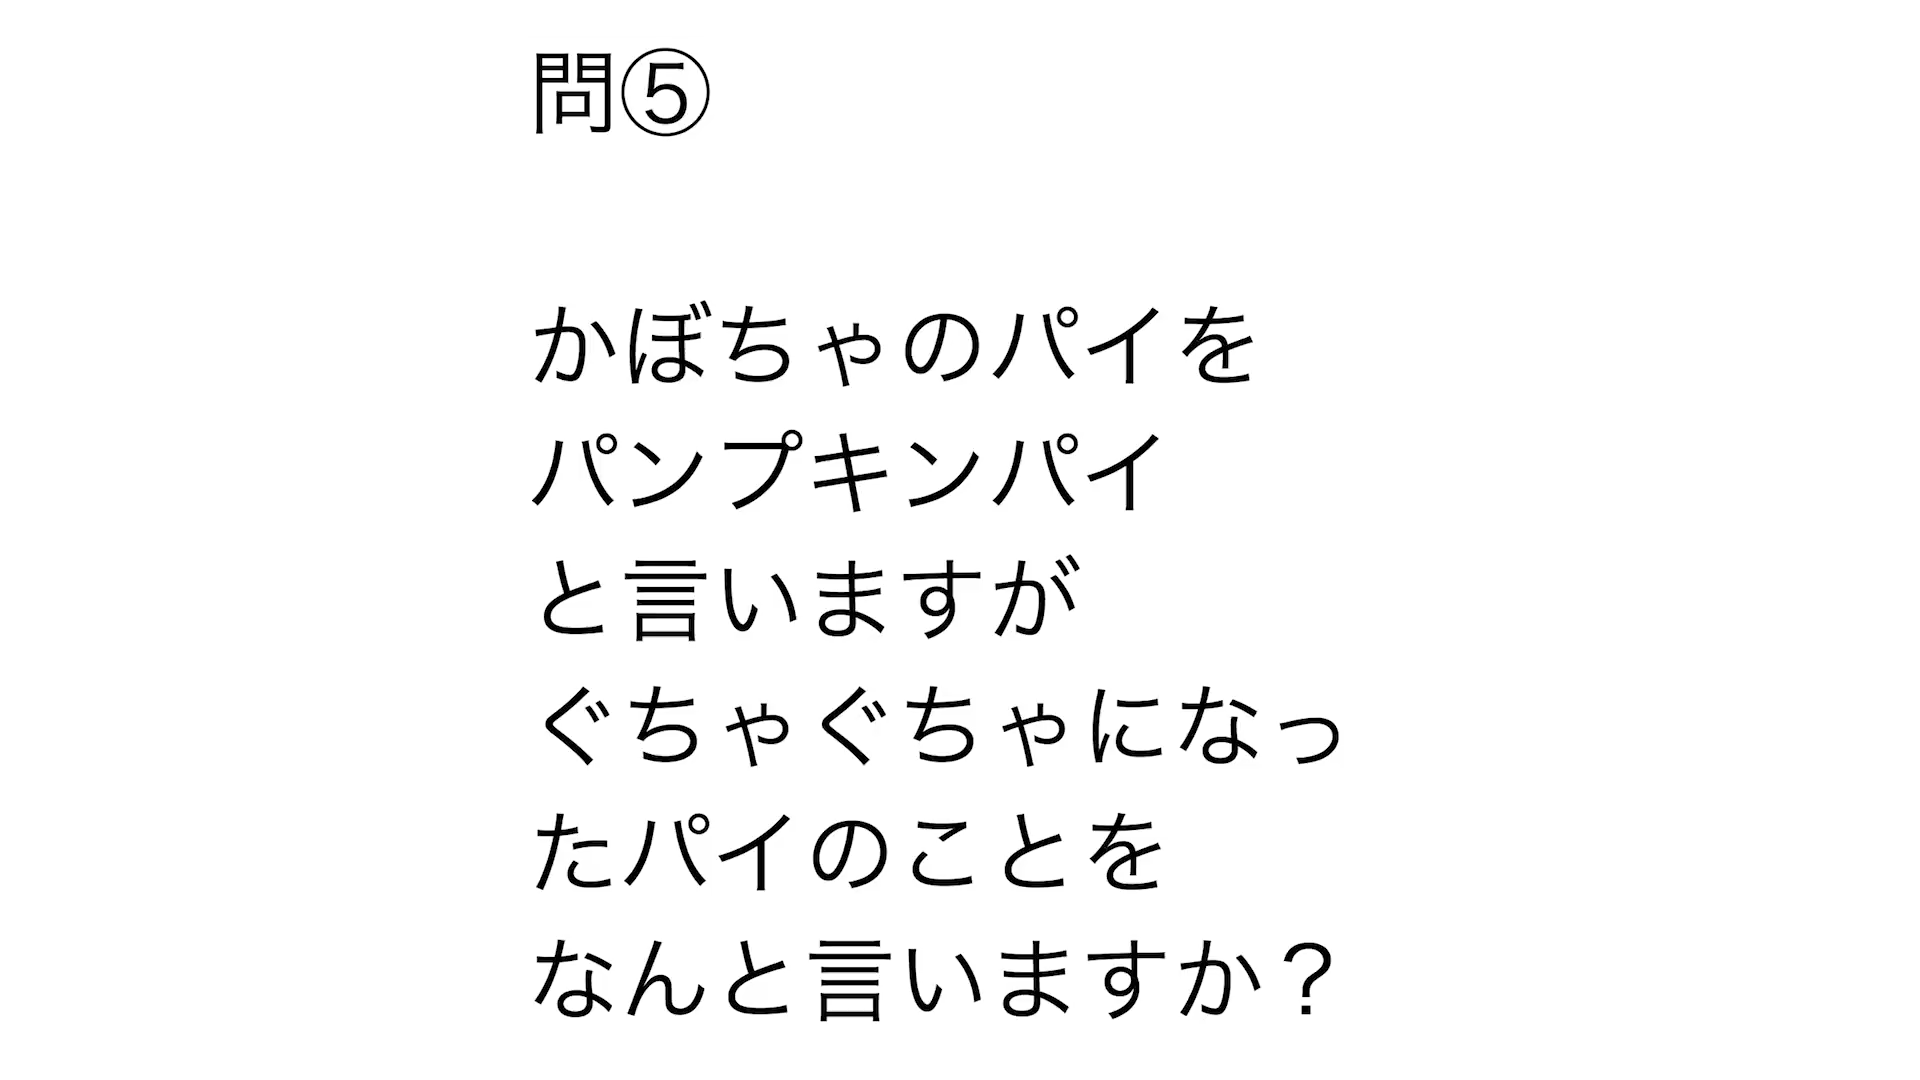 問⑤
かぼちゃのパイを
パンプキンパイ
と言いますが
ぐちゃぐちゃになっ
たパイのことを
なんと言いますか？